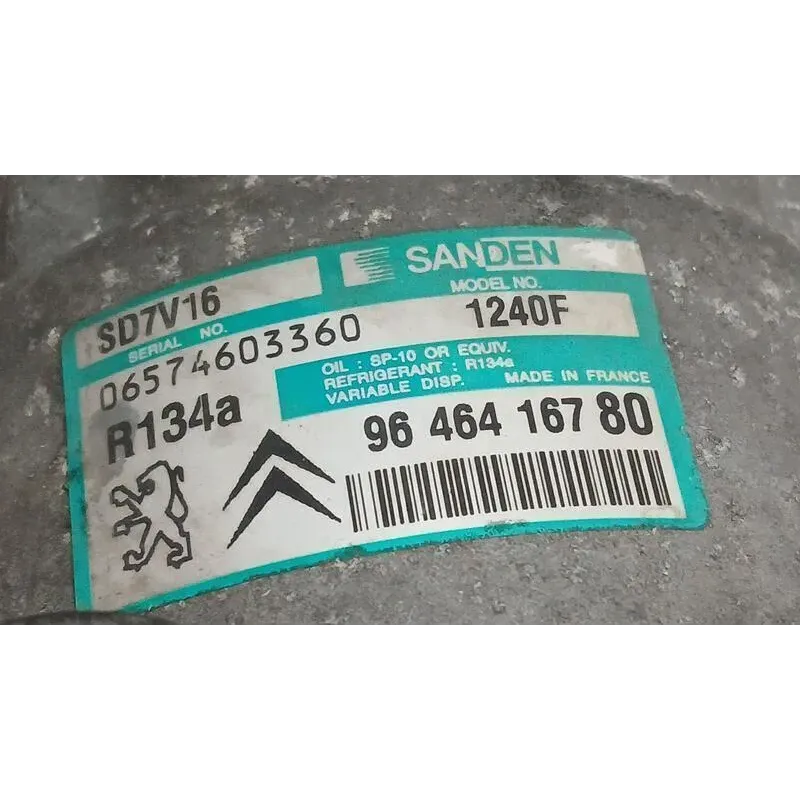 SANDEN
SD7V16
MODEL NO.
SERIAL NO.
1240F
06574603360
OIL : SP-10 OR EQUIV.
REFRIGERANT : R134a
VARIABLE DISP. MADE IN FRANCE
R134a
96 464 167 80